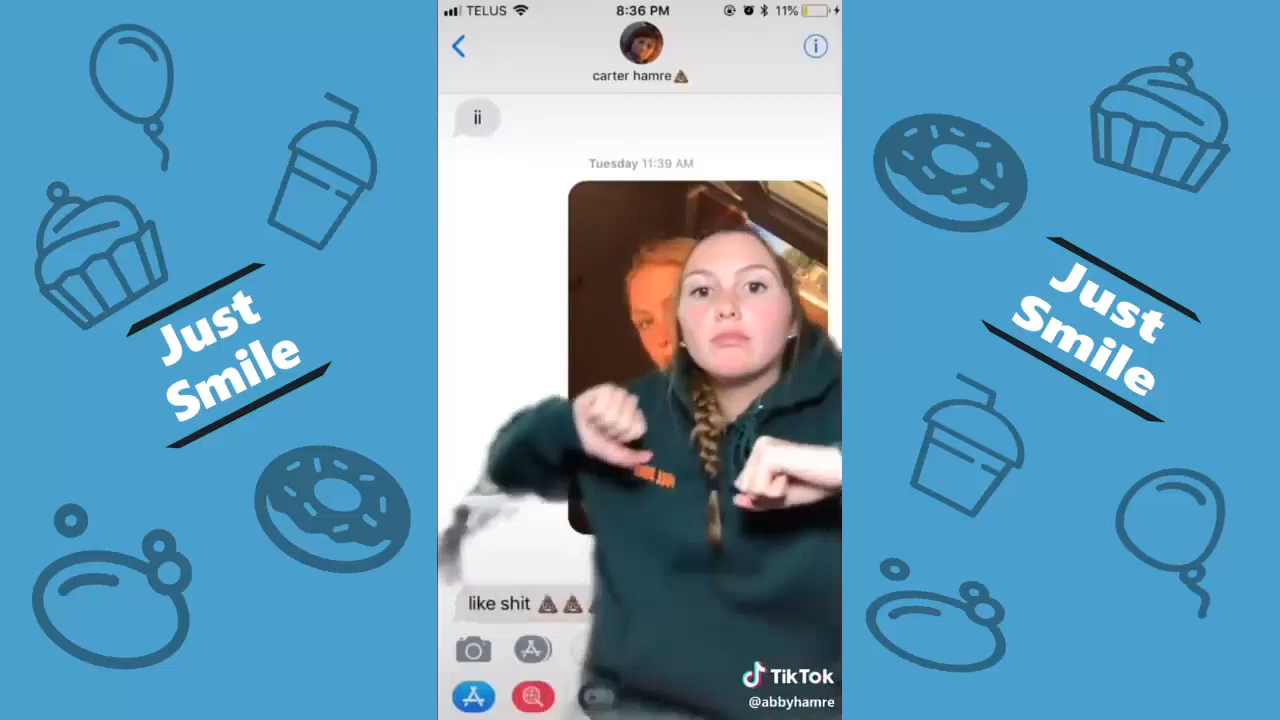 TELUS
8:36 PM
11%
carter hamre💩
ii
Tuesday 11:39 AM
like shit 💩💩
Just
Smile
Just
Smile
TikTok
@abbyhamre